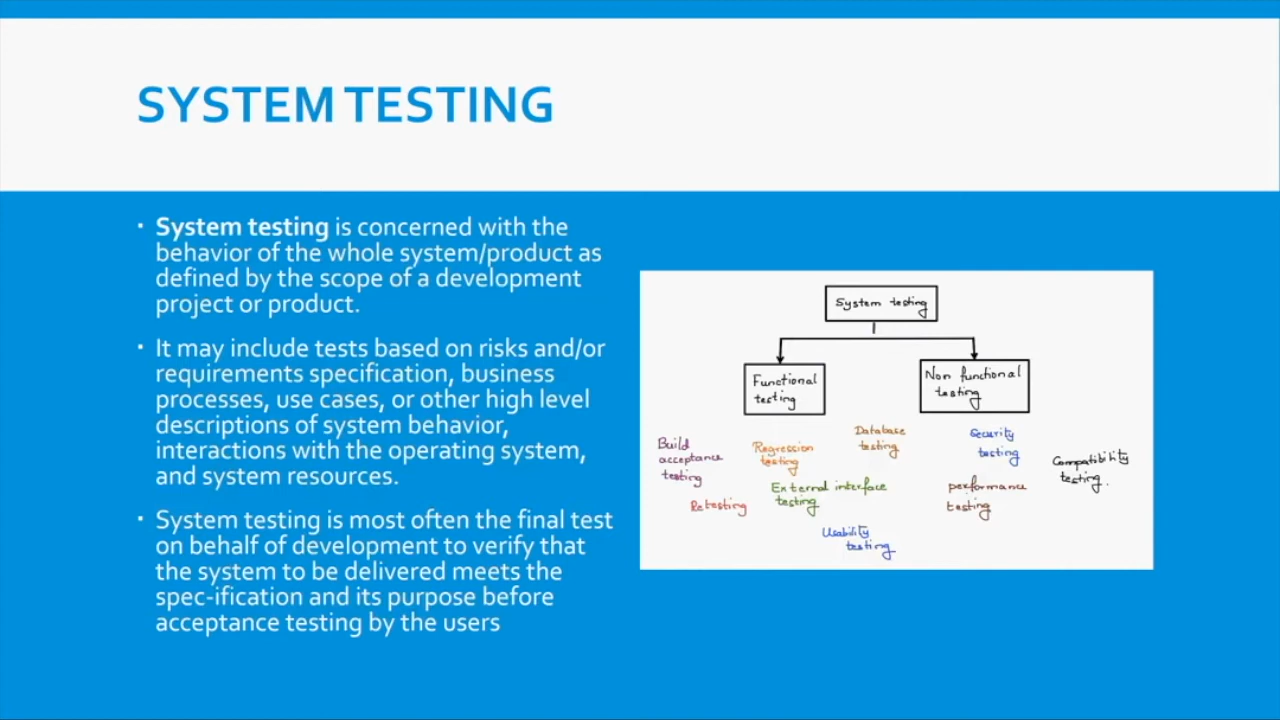 SYSTEM TESTING
· System testing is concerned with the
behavior of the whole system/product as
defined by the scope of a development
project or product.
· It may include tests based on risks and/or
requirements specification, business
processes, use cases, or other high level
descriptions of system behavior,
interactions with the operating system,
and system resources.
· System testing is most often the final test
on behalf of development to verify that
the system to be delivered meets the
spec-ification and its purpose before
acceptance testing by the users
System testing
Functional
testing
Non functional
testing
Build
acceptance
testing
Regression
testing
Database
testing
Security
testing
Compatibility
testing.
Retesting
External interface
testing
performance
testing
Usability
testing